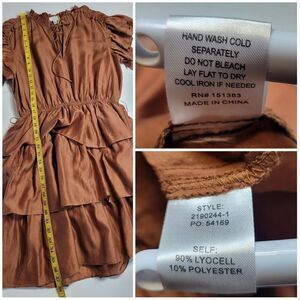 HAND WASH COLD
SEPARATELY
DO NOT BLEACH
LAY FLAT TO DRY
COOL IRON IF NEEDED
RN# 151383
MADE IN CHINA
STYLE:
2190244-1
PO: 54169
SELF:
90% LYOCELL
10% POLYESTER